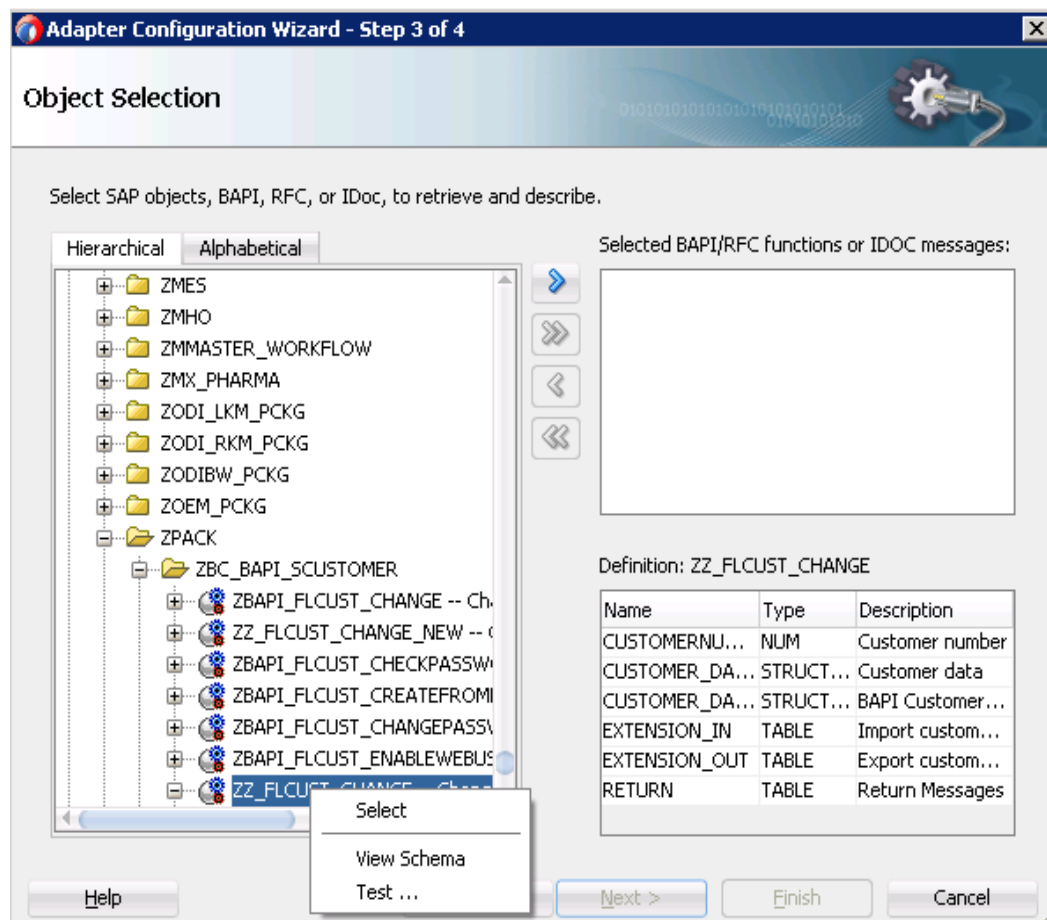 Adapter Configuration Wizard - Step 3 of 4
Object Selection
Select SAP objects, BAPI, RFC, or IDoc, to retrieve and describe.
Hierarchical Alphabetical
ZMES
ZMHO
ZMMASTER_WORKFLOW
ZMX_PHARMA
ZODI_LKM_PCKG
ZODI_RKM_PCKG
ZODIBW_PCKG
ZOEM_PCKG
ZPACK
ZBC_BAPI_SCUSTOMER
ZBAPI_FLCUST_CHANGE -- Ch
ZZ_FLCUST_CHANGE_NEW --
ZBAPI_FLCUST_CHECKPASSW
ZBAPI_FLCUST_CREATEFROM
ZBAPI_FLCUST_CHANGEPASS
ZBAPI_FLCUST_ENABLEWEBUS
ZZ_FLCUST_CHANGE -- Chang
Select
View Schema
Test ...
Selected BAPI/RFC functions or IDOC messages:
Definition: ZZ_FLCUST_CHANGE
Name Type Description
CUSTOMERNU... NUM Customer number
CUSTOMER_DA... STRUCT... Customer data
CUSTOMER_DA... STRUCT... BAPI Customer...
EXTENSION_IN TABLE Import custom...
EXTENSION_OUT TABLE Export custom...
RETURN TABLE Return Messages
Help Next > Finish Cancel